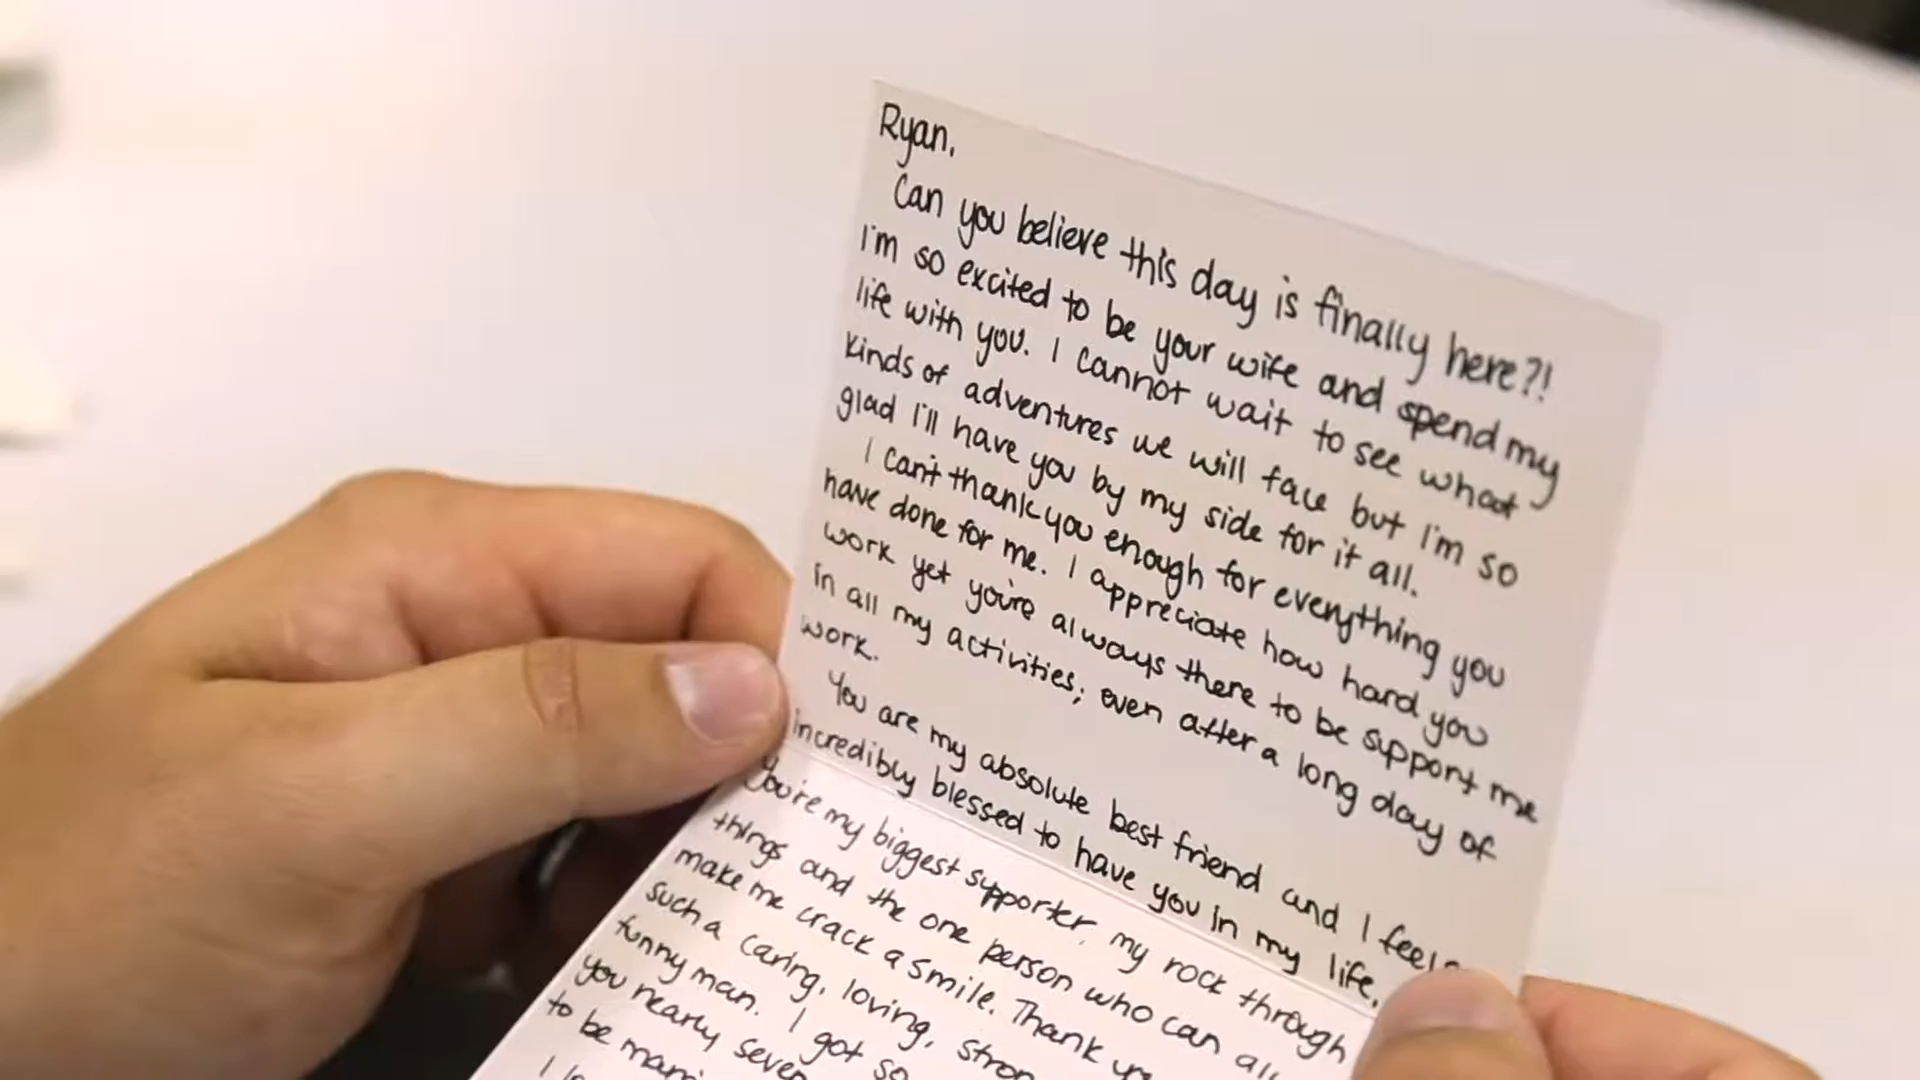 Ryan,
Can you believe this day is finally here?!
I'm so excited to be your wife and spend my
life with you. I cannot wait to see what
kinds of adventures we will face but I'm so
glad I'll have you by my side for it all.
I can't thank you enough for everything you
have done for me. I appreciate how hard you
work yet you're always there to be support me
in all my activities; even after a long day of
work.
You are my absolute best friend and I feel
incredibly blessed to have you in my life.
You're my biggest supporter, my rock through
things and the one person who can
make me crack a smile. Thank
such a caring, loving,
funny man. I got so
you nearly seven
to be
I